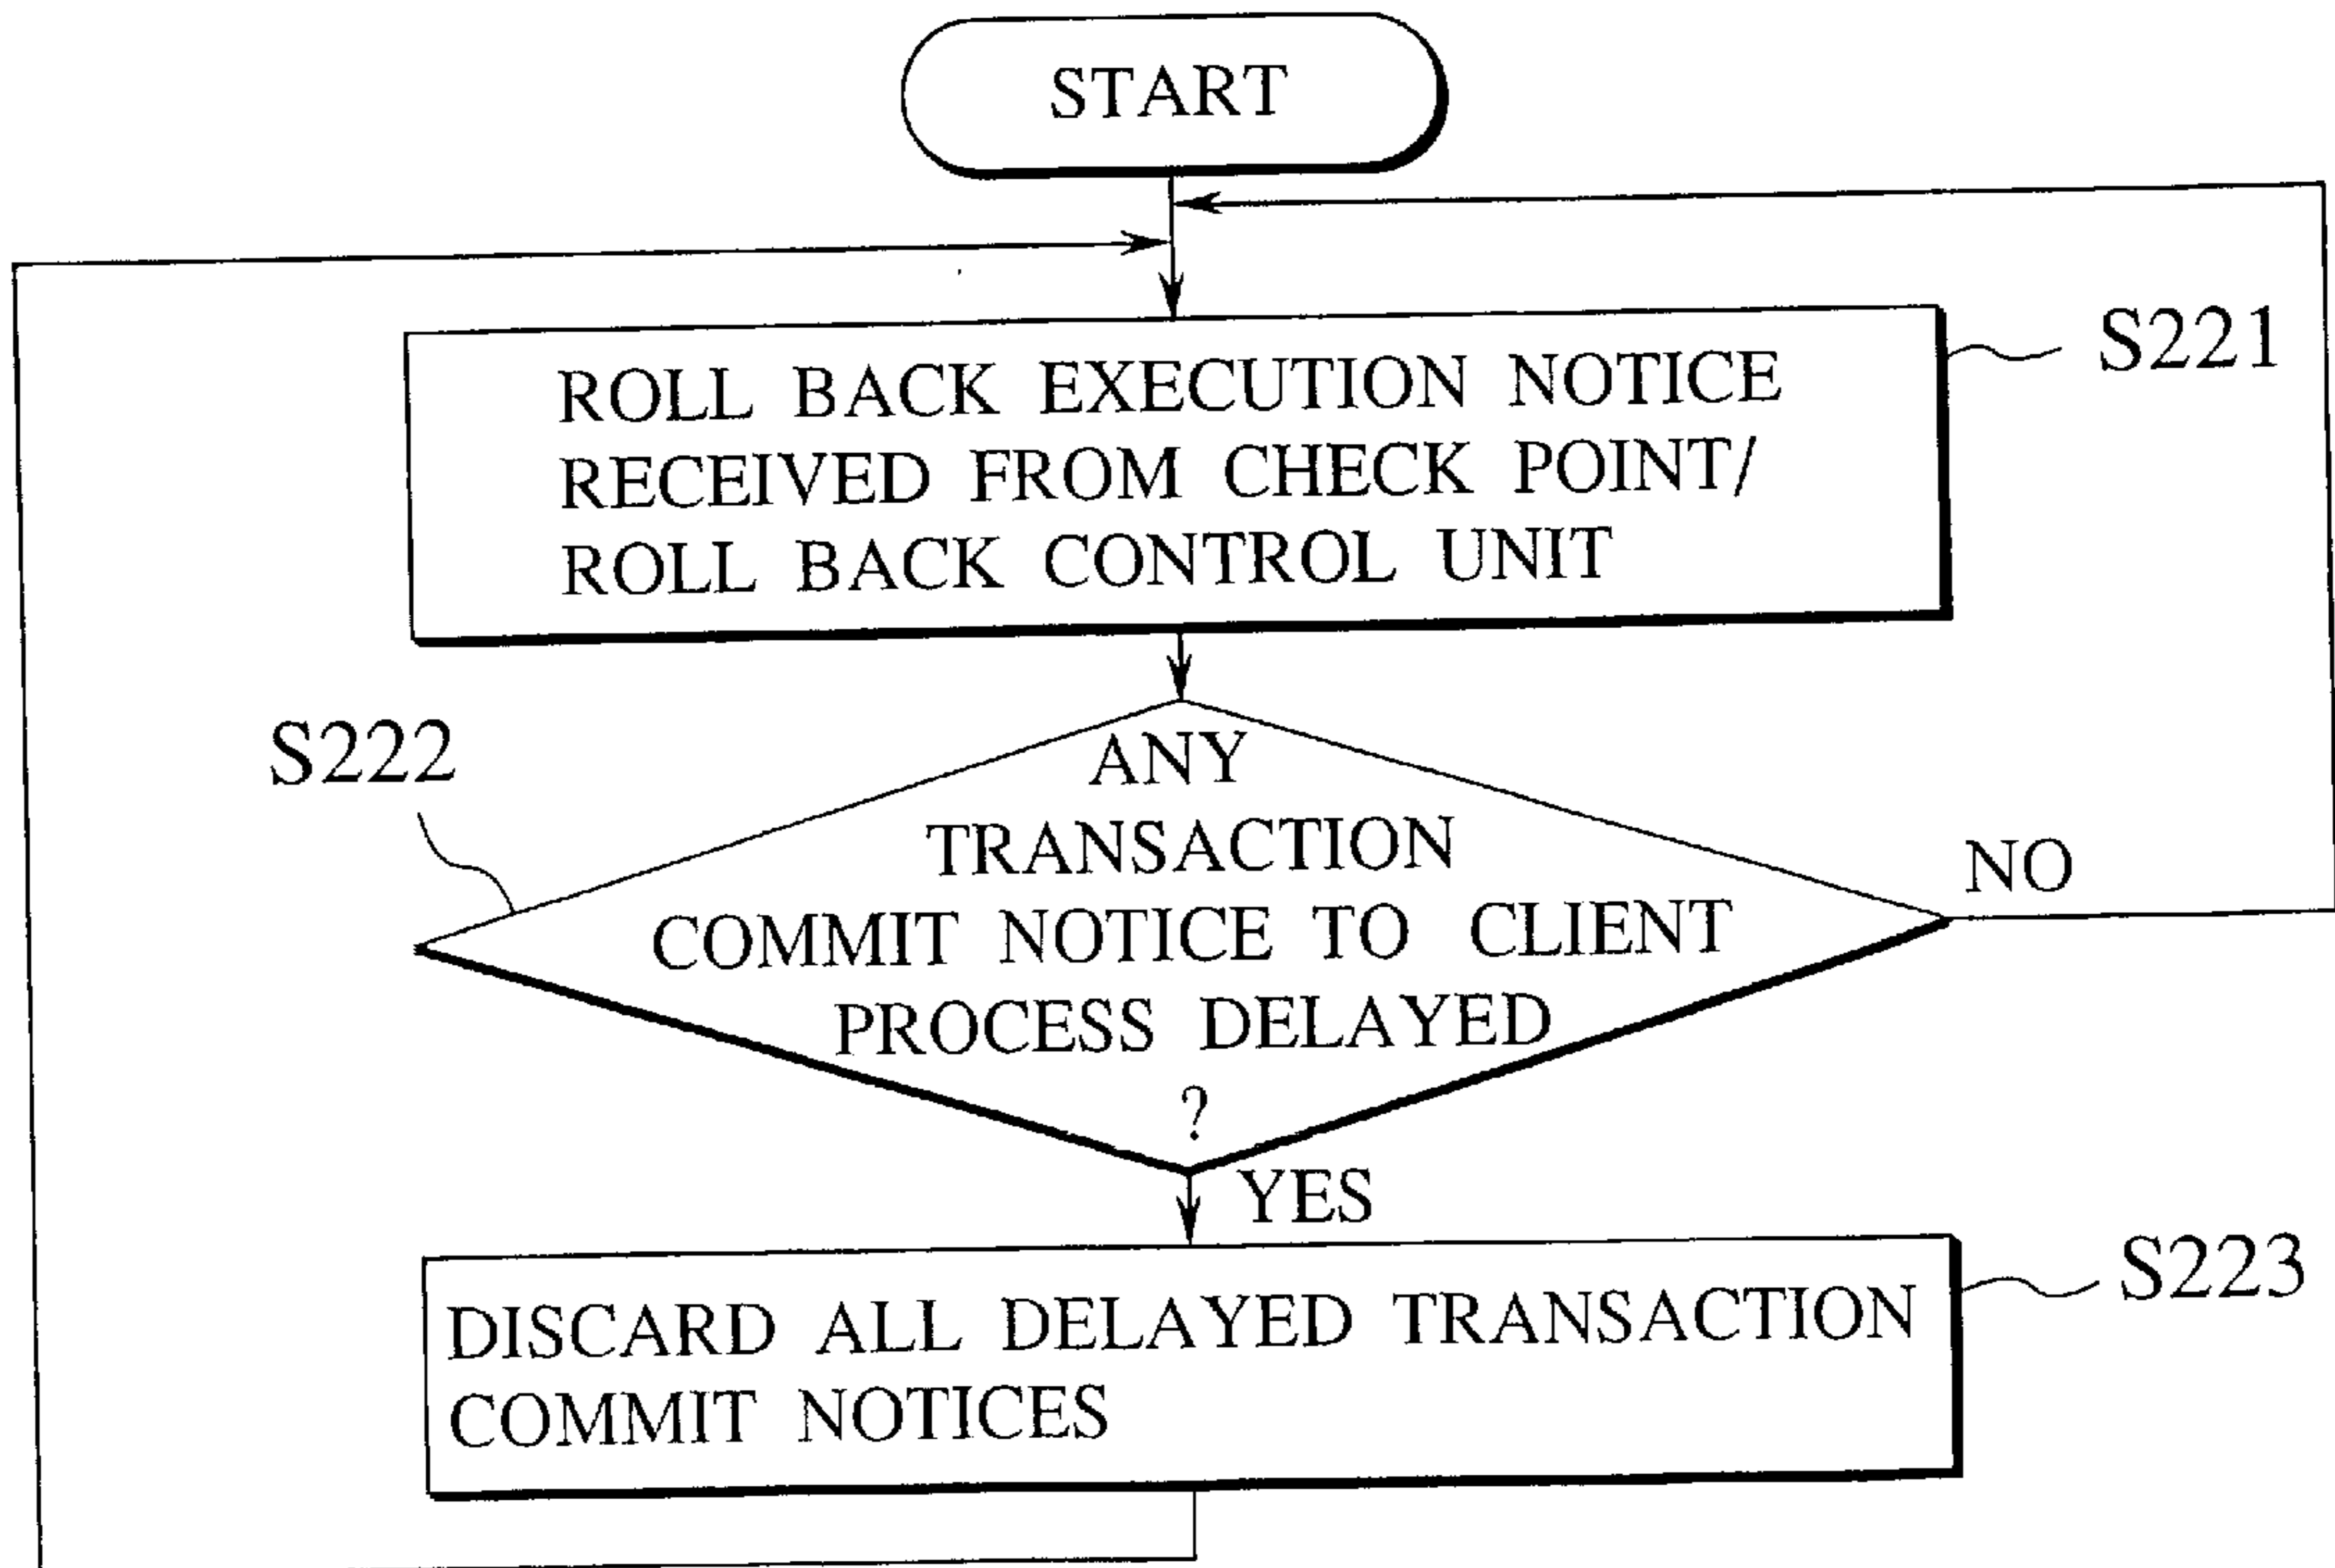 START
ROLL BACK EXECUTION NOTICE
RECEIVED FROM CHECK POINT/
ROLL BACK CONTROL UNIT
S221
S222
ANY
TRANSACTION
COMMIT NOTICE TO CLIENT
PROCESS DELAYED
?
NO
YES
DISCARD ALL DELAYED TRANSACTION
COMMIT NOTICES
S223